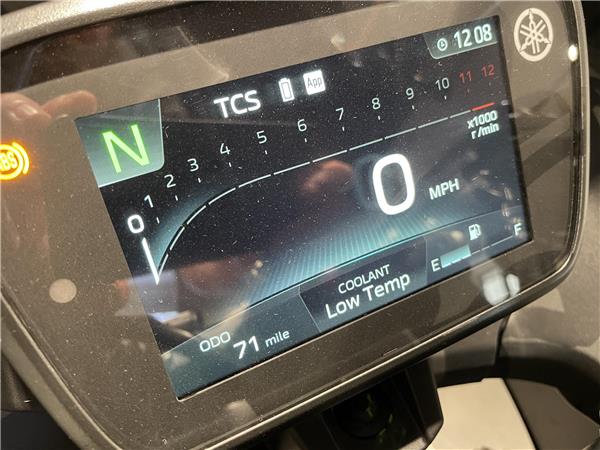 12 08
TCS App
N
0 1 2 3 4 5 6 7 8 9 10 11 12
x1000
r/min
0 MPH
ABS
COOLANT
Low Temp
E F
ODO 71 mile